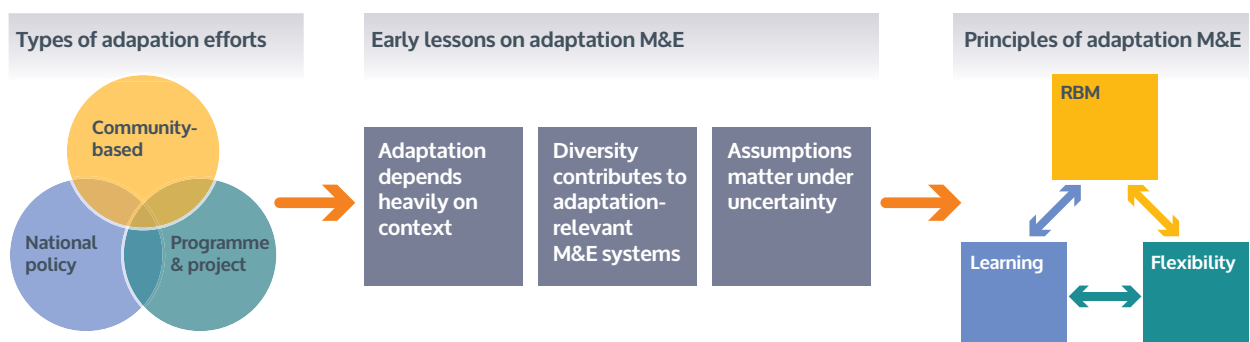 Types of adapation efforts
Community-
based
National
policy
Programme
& project
Early lessons on adaptation M&E
Adaptation
depends
heavily on
context
Diversity
contributes to
adaptation-
relevant
M&E systems
Assumptions
matter under
uncertainty
Principles of adaptation M&E
RBM
Learning
Flexibility